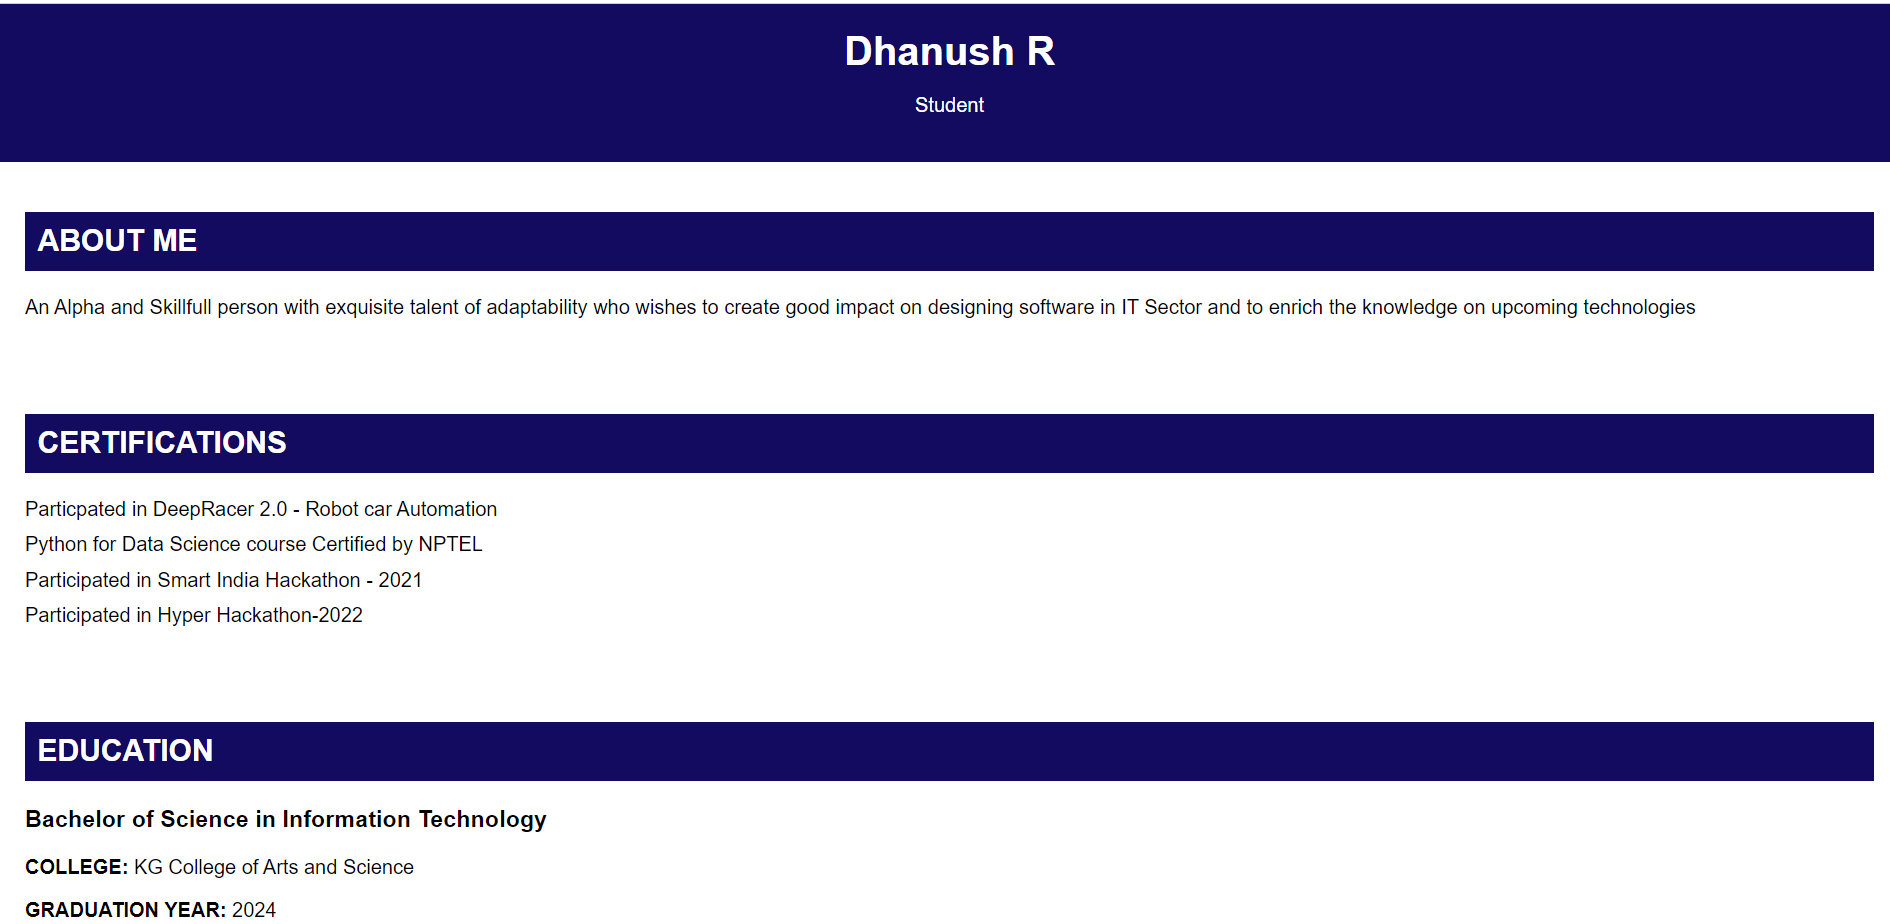 Dhanush R
Student
ABOUT ME
An Alpha and Skillfull person with exquisite talent of adaptability who wishes to create good impact on designing software in IT Sector and to enrich the knowledge on upcoming technologies
CERTIFICATIONS
Particpated in DeepRacer 2.0 - Robot car Automation
Python for Data Science course Certified by NPTEL
Participated in Smart India Hackathon - 2021
Participated in Hyper Hackathon-2022
EDUCATION
Bachelor of Science in Information Technology
COLLEGE: KG College of Arts and Science
GRADUATION YEAR: 2024